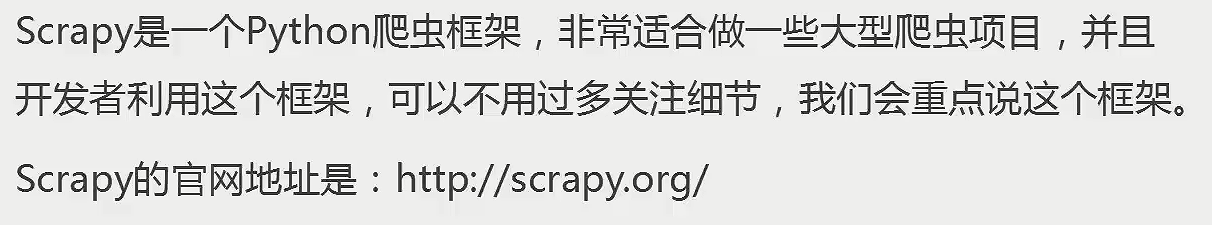 Scrapy是一个Python爬虫框架，非常适合做一些大型爬虫项目，并且
开发者利用这个框架，可以不用过多关注细节，我们会重点说这个框架。
Scrapy的官网地址是：http://scrapy.org/